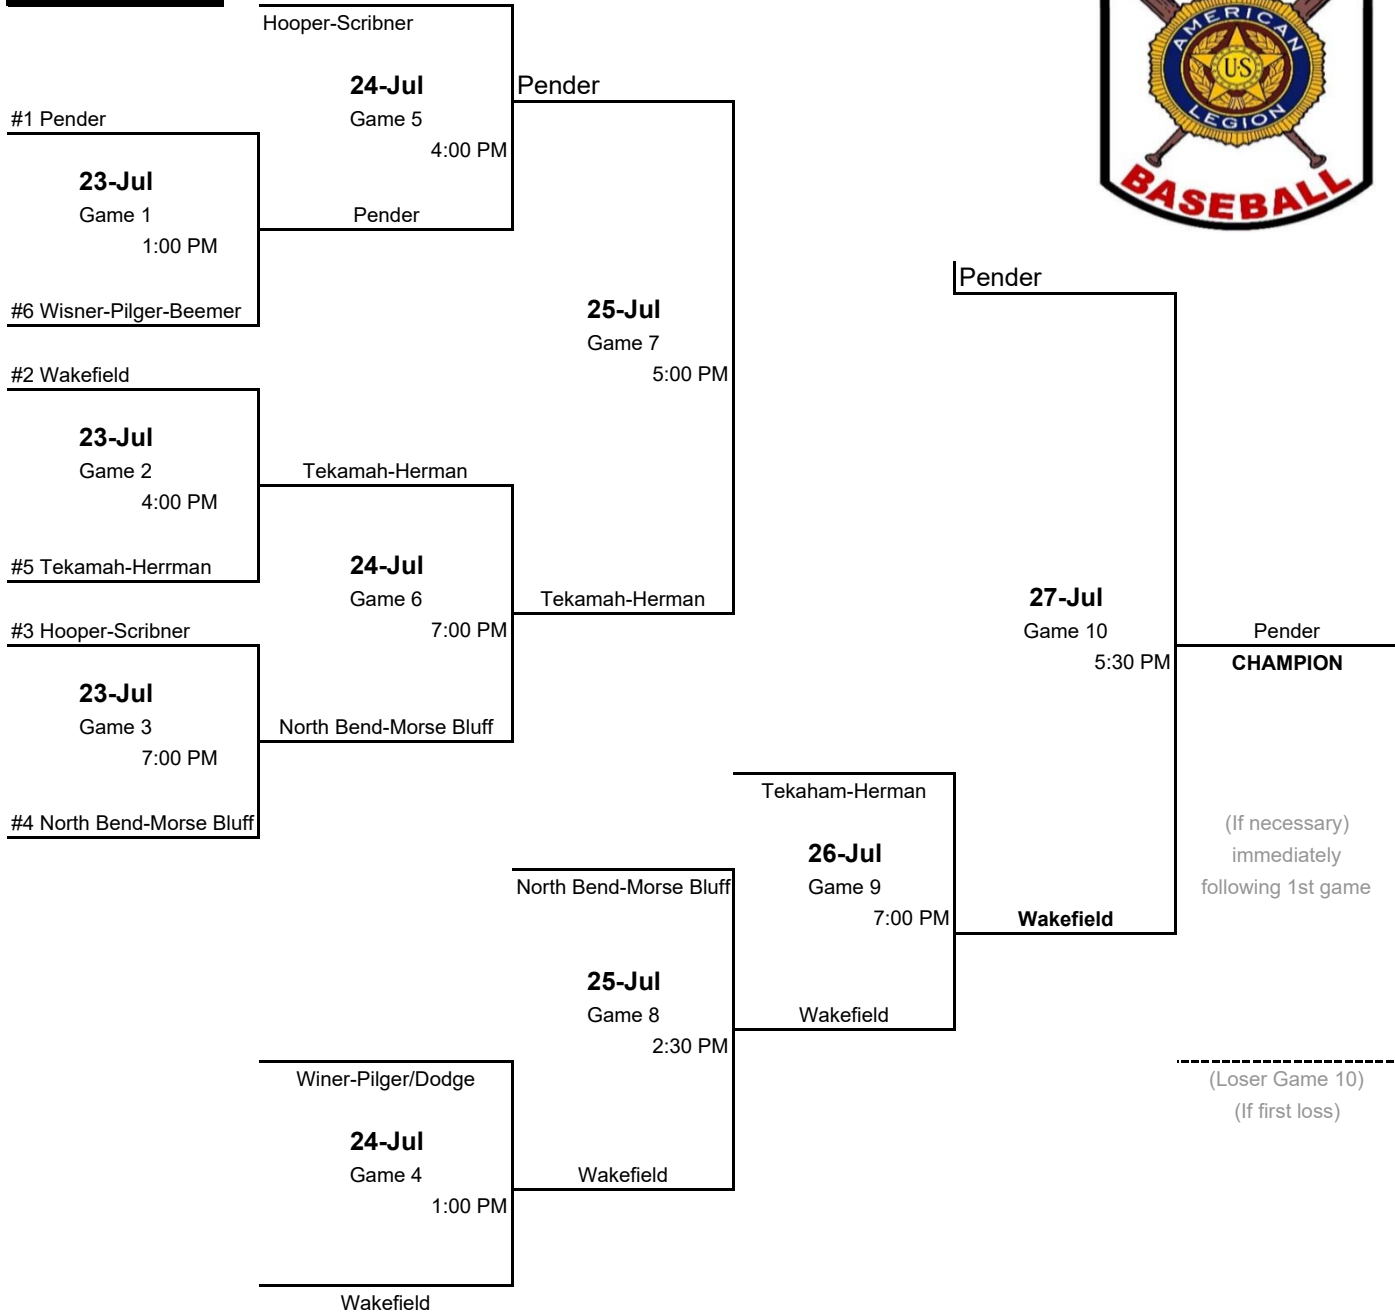 Hooper-Scribner
AMERICAN
U·S
LEGION
BASEBALL
24-Jul
Game 5
4:00 PM
Pender
#1 Pender
23-Jul
Game 1
1:00 PM
Pender
#6 Wisner-Pilger-Beemer
Pender
25-Jul
Game 7
5:00 PM
#2 Wakefield
23-Jul
Game 2
4:00 PM
Tekamah-Herman
#5 Tekamah-Herrman
24-Jul
Game 6
7:00 PM
Tekamah-Herman
#3 Hooper-Scribner
23-Jul
Game 3
7:00 PM
North Bend-Morse Bluff
#4 North Bend-Morse Bluff
27-Jul
Game 10
5:30 PM
Pender
CHAMPION
Tekaham-Herman
26-Jul
Game 9
7:00 PM
(If necessary)
immediately
following 1st game
North Bend-Morse Bluff
Wakefield
25-Jul
Game 8
2:30 PM
Wakefield
Winer-Pilger/Dodge
24-Jul
Game 4
1:00 PM
Wakefield
(Loser Game 10)
(If first loss)
Wakefield